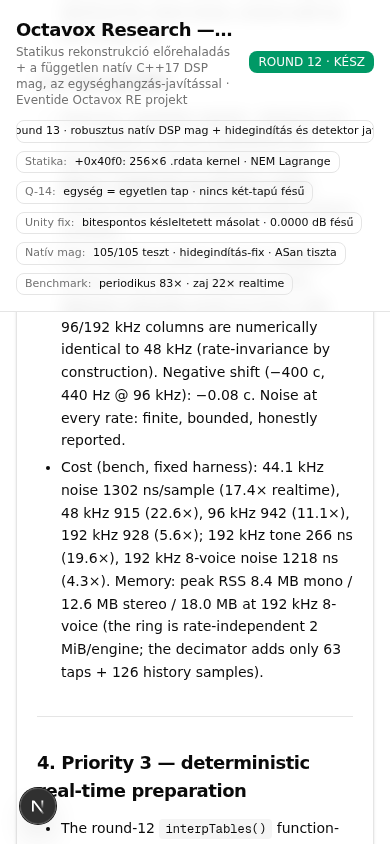 Octavox Research —...
Statikus rekonstrukció előrehaladás
+ a független natív C++17 DSP
mag, az egységhangzás-javítással ·
Eventide Octavox RE projekt
ROUND 12 · KÉSZ
ound 13 · robusztus natív DSP mag + hidegindítás és detektor ja
Statika: +0x40f0: 256×6 .rdata kernel · NEM Lagrange
Q-14: egység = egyetlen tap · nincs két-tapú fésű
Unity fix: bitespontos késleltetett másolat · 0.0000 dB fésű
Natív mag: 105/105 teszt · hidegindítás-fix · ASan tiszta
Benchmark: periodikus 83× · zaj 22× realtime
96/192 kHz columns are numerically
identical to 48 kHz (rate-invariance by
construction). Negative shift (−400 c,
440 Hz @ 96 kHz): −0.08 c. Noise at
every rate: finite, bounded, honestly
reported.
• Cost (bench, fixed harness): 44.1 kHz
noise 1302 ns/sample (17.4× realtime),
48 kHz 915 (22.6×), 96 kHz 942 (11.1×),
192 kHz 928 (5.6×); 192 kHz tone 266 ns
(19.6×), 192 kHz 8-voice noise 1218 ns
(4.3×). Memory: peak RSS 8.4 MB mono /
12.6 MB stereo / 18.0 MB at 192 kHz 8-
voice (the ring is rate-independent 2
MiB/engine; the decimator adds only 63
taps + 126 history samples).
4. Priority 3 — deterministic
real-time preparation
N
• The round-12 interpTables() function-